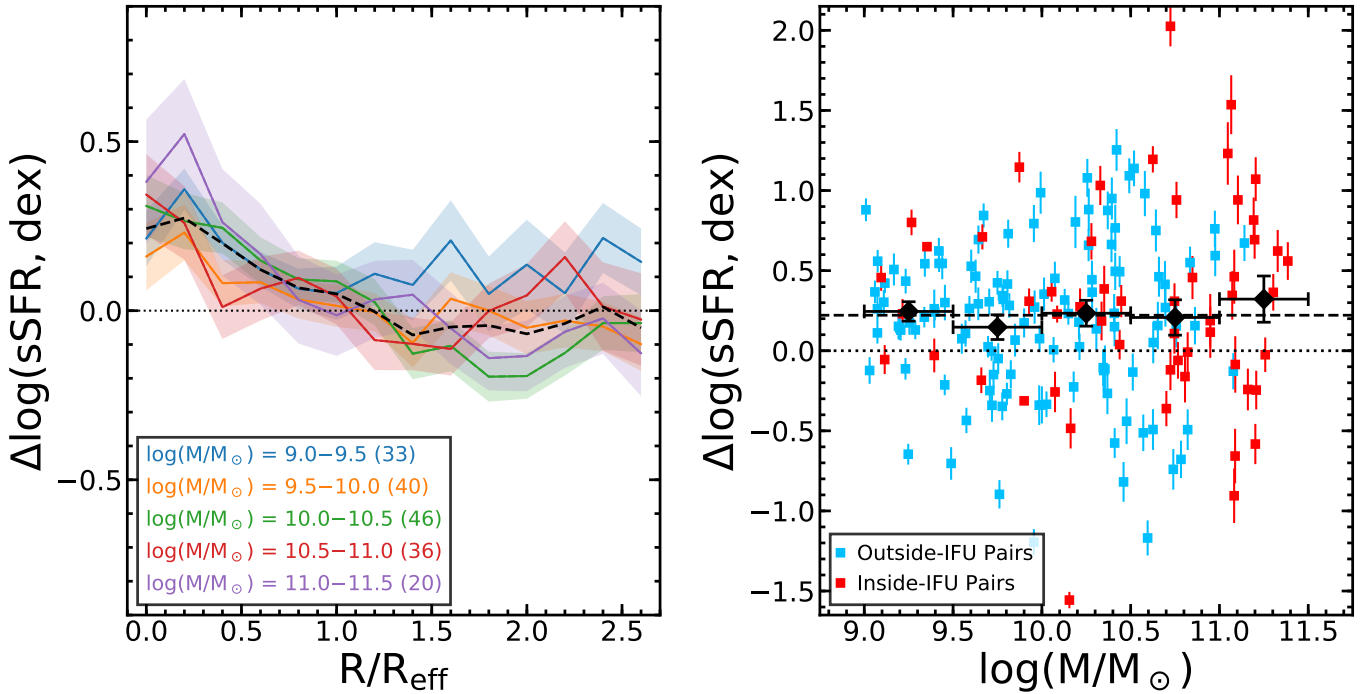 Δlog(sSFR, dex)
0.5
0.0
−0.5
log(M/M☉) = 9.0−9.5 (33)
log(M/M☉) = 9.5−10.0 (40)
log(M/M☉) = 10.0−10.5 (46)
log(M/M☉) = 10.5−11.0 (36)
log(M/M☉) = 11.0−11.5 (20)
0.0 0.5 1.0 1.5 2.0 2.5
R/Reff
Δlog(sSFR, dex)
2.0
1.5
1.0
0.5
0.0
−0.5
−1.0
−1.5
Outside-IFU Pairs
Inside-IFU Pairs
9.0 9.5 10.0 10.5 11.0 11.5
log(M/M☉)